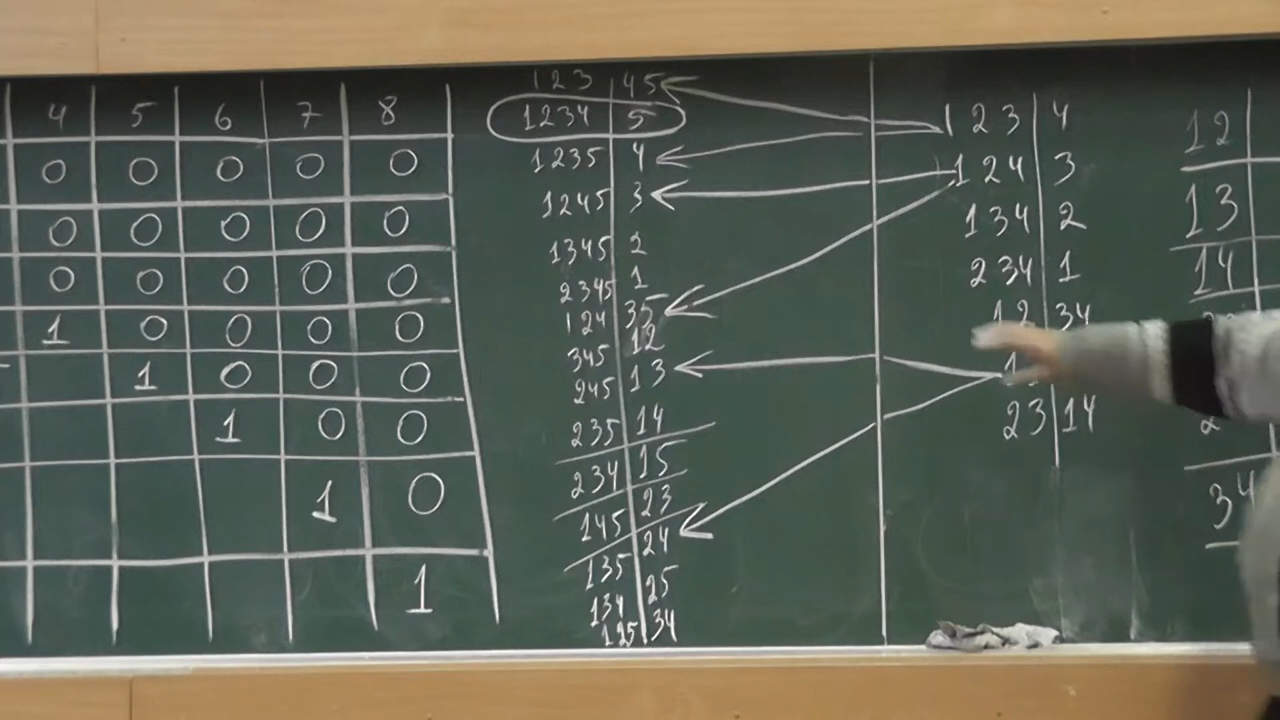 4 5 6 7 8
0 0 0 0 0
0 0 0 0 0
0 0 0 0 0
1 0 0 0 0
1 0 0 0
1 0 0
1 0
1
123 | 45
1234 | 5
1235 | 4
1245 | 3
1345 | 2
2345 | 1
124 | 35
345 | 12
245 | 13
235 | 14
234 | 15
145 | 23
135 | 24
134 | 25
125 | 34
123 | 4
124 | 3
134 | 2
234 | 1
12 | 34
1
23 | 14
12
13
14
34